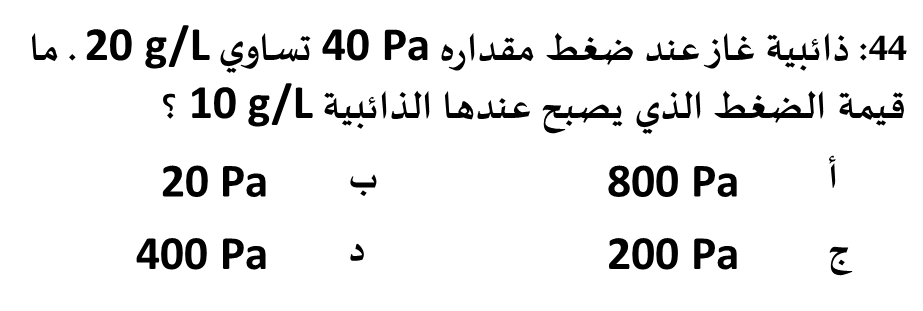 44: ذائبية غاز عند ضغط مقداره 40 Pa تساوي 20 g/L . ما
قيمة الضغط الذي يصبح عندها الذائبية 10 g/L ؟
أ 800 Pa ب 20 Pa
ج 200 Pa د 400 Pa